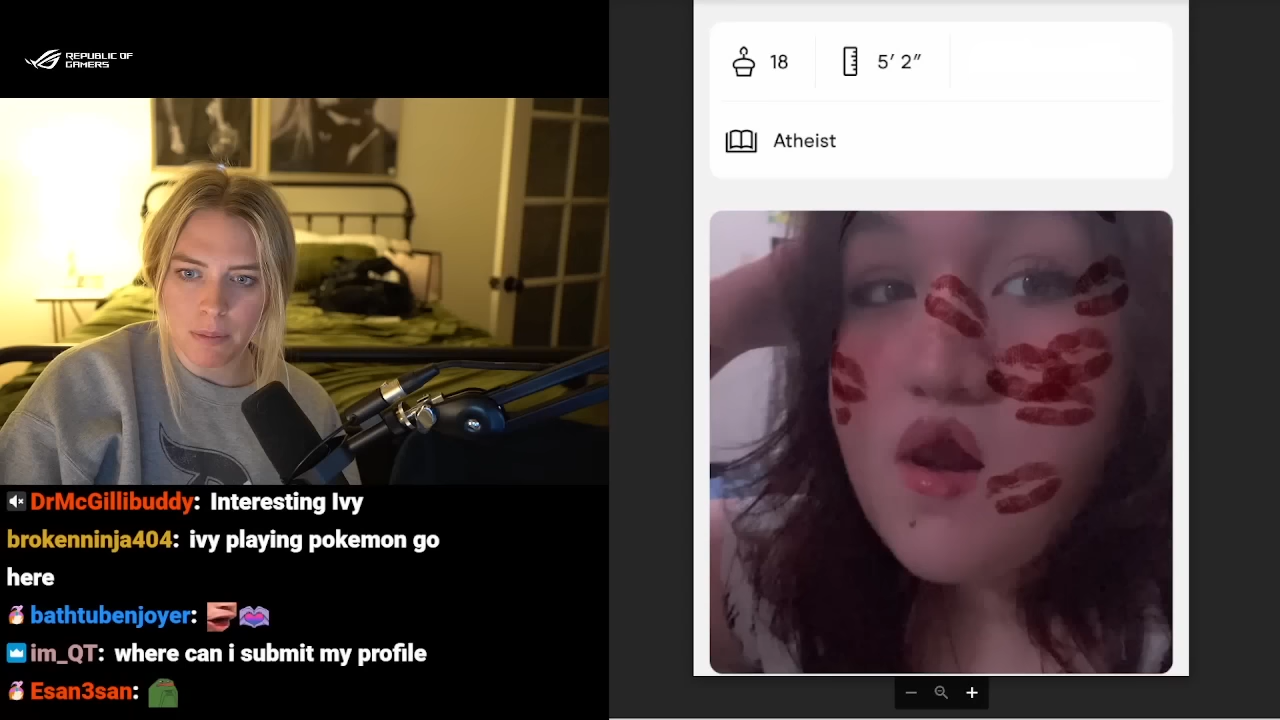 REPUBLIC OF
GAMERS
18
5′ 2″
Atheist
DrMcGillibuddy: Interesting Ivy
brokenninja404: ivy playing pokemon go
here
bathtubenjoyer:
im_QT: where can i submit my profile
Esan3san: